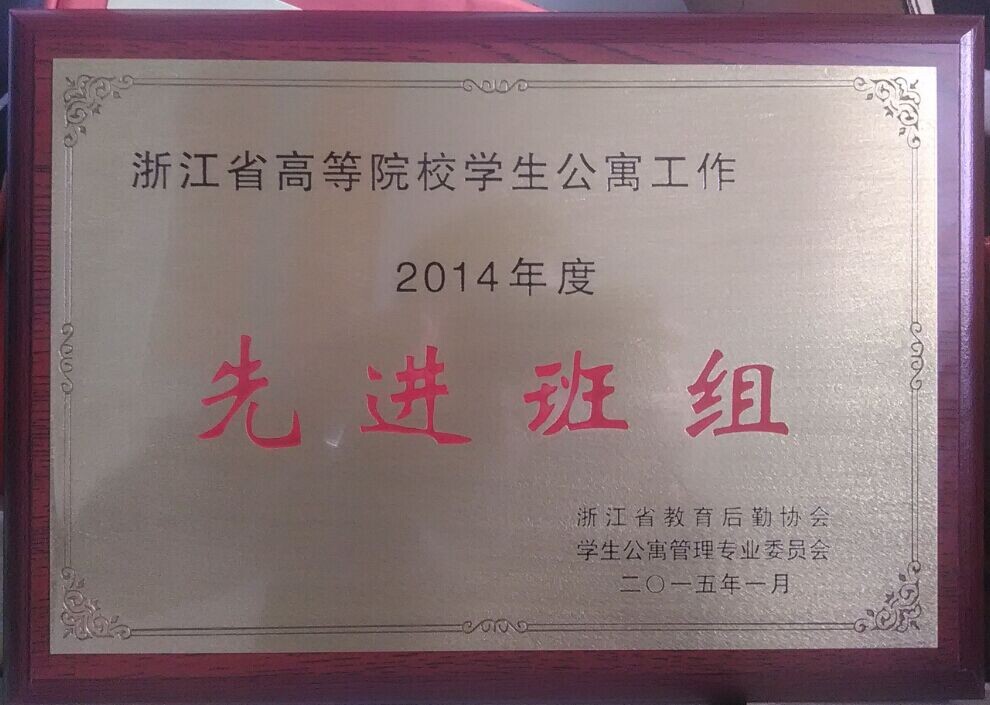 浙江省高等院校学生公寓工作
2014年度
先进班组
浙江省教育后勤协会
学生公寓管理专业委员会
二〇一五年一月